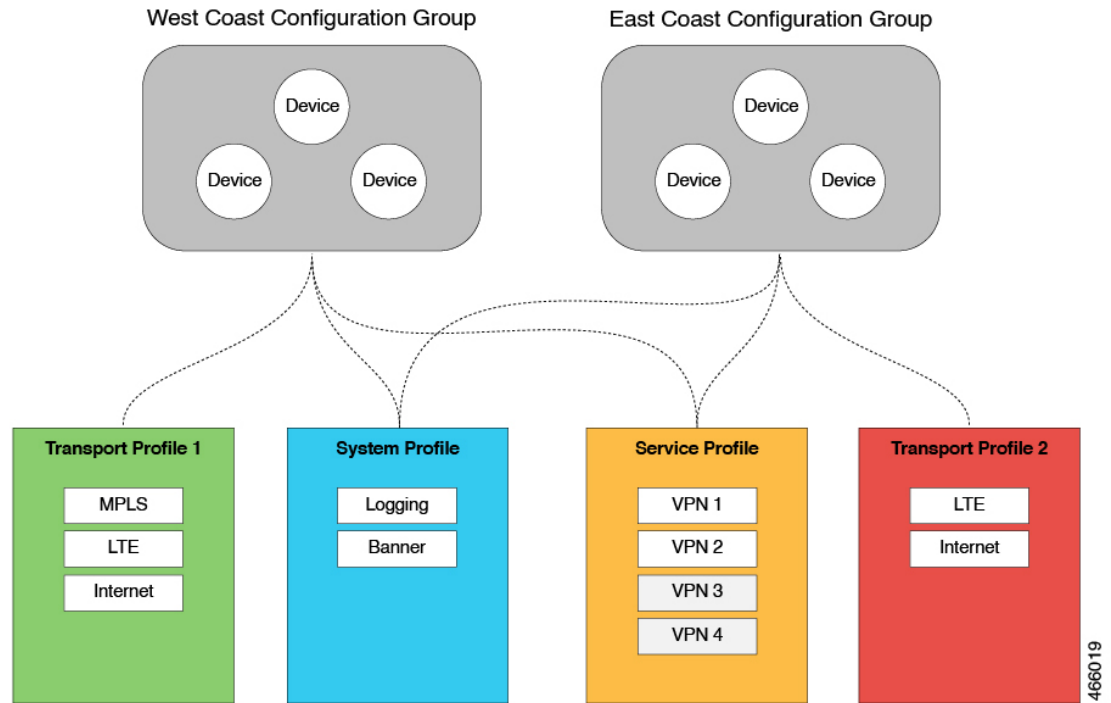 West Coast Configuration Group
East Coast Configuration Group
Device
Device
Device
Device
Device
Device
Transport Profile 1
MPLS
LTE
Internet
System Profile
Logging
Banner
Service Profile
VPN 1
VPN 2
VPN 3
VPN 4
Transport Profile 2
LTE
Internet
466019